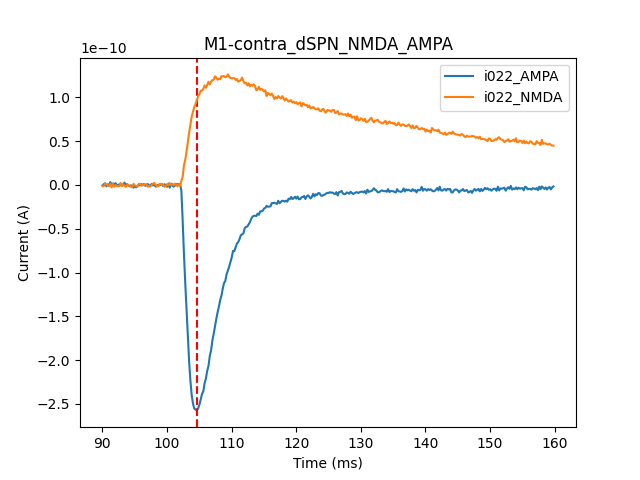 M1-contra_dSPN_NMDA_AMPA
1e−10
i022_AMPA
i022_NMDA
1.0
0.5
0.0
−0.5
−1.0
−1.5
−2.0
−2.5
Current (A)
90 100 110 120 130 140 150 160
Time (ms)